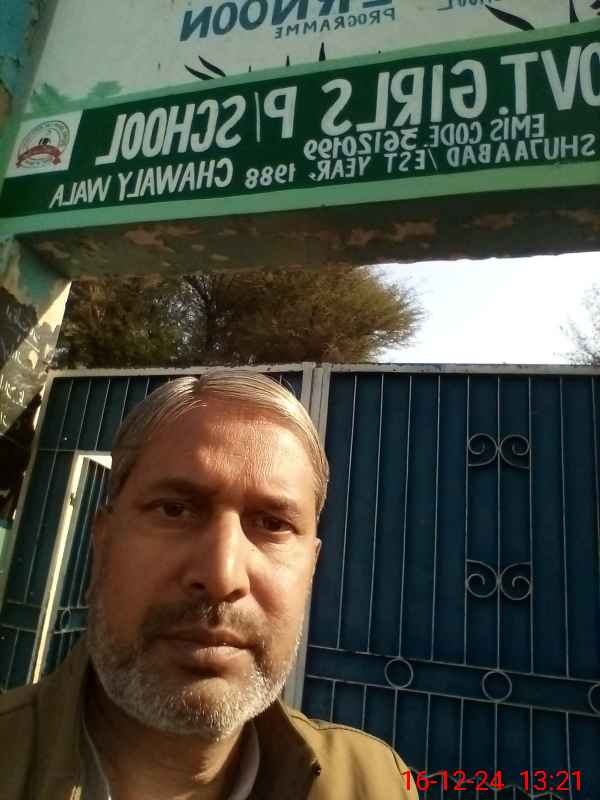 ERNOON SCHOOL
PROGRAMME
OVT. GIRLS P/SCHOOL
EMIS CODE. 36120199
SHUJAABAD/EST YEAR, 1988 CHAWALY WALA
16-12-24 13:21